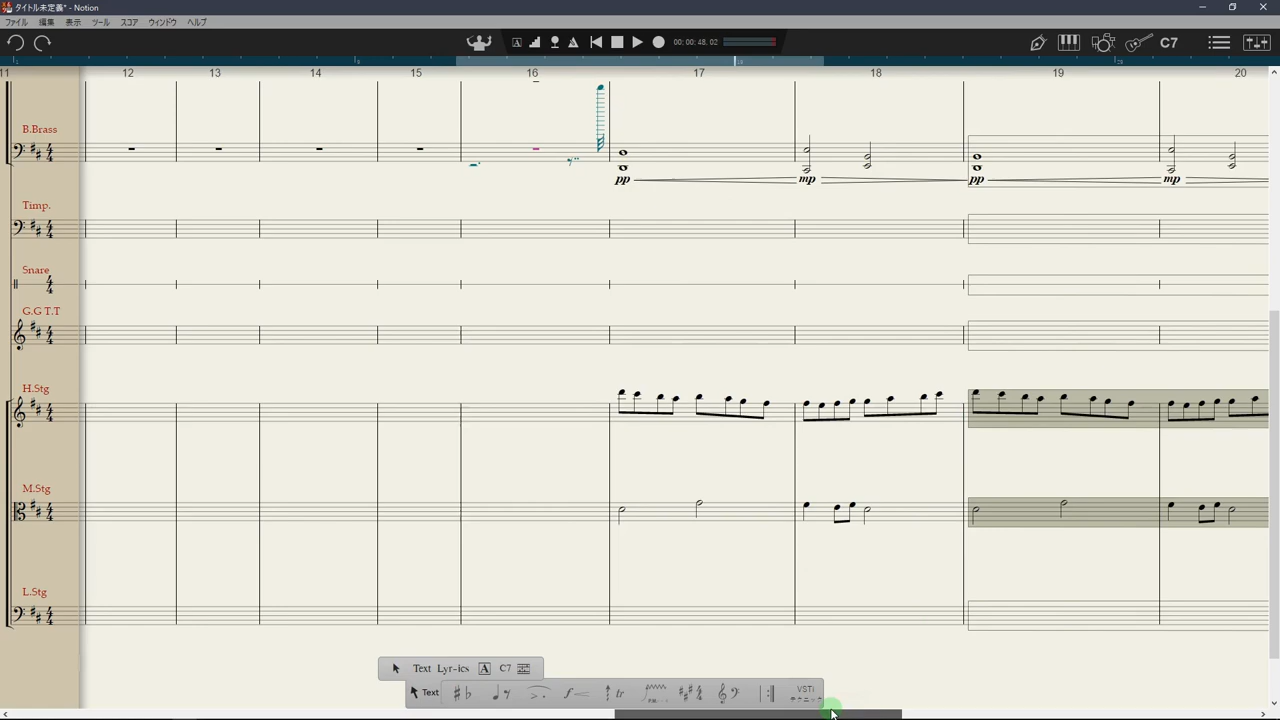 タイトル未定義* - Notion
ファイル 編集 表示 ツール スコア ウィンドウ ヘルプ
A 00: 00: 48. 02 C7
11 12 13 14 15 16 17 18 19 20
B.Brass
pp mp pp mp
Timp.
Snare
G.G T.T
H.Stg
M.Stg
L.Stg
Text Lyr-ics A C7
Text tr VSTi